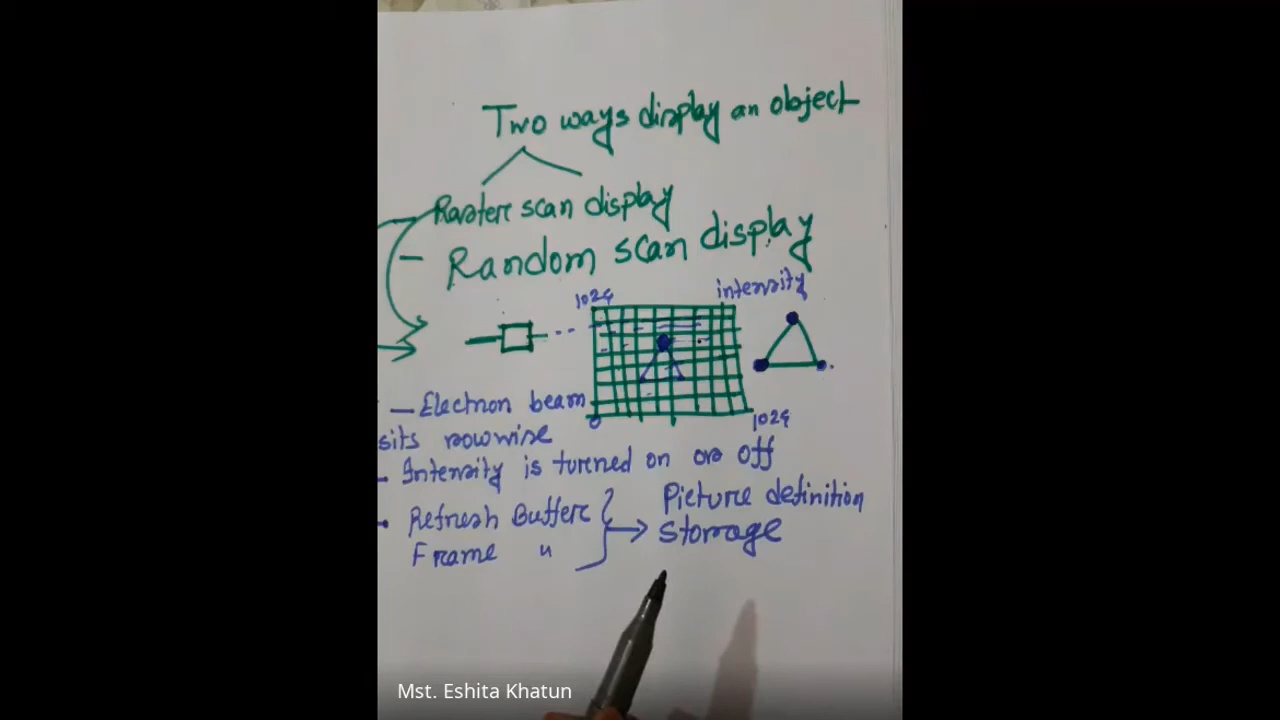 Two ways display an object
Raster scan display
- Random scan display
1024
intensity
- Electron beam
0
1024
sits rowwise
- Intensity is turned on or off
• Refresh Buffer
Frame "
Picture definition
storage
Mst. Eshita Khatun